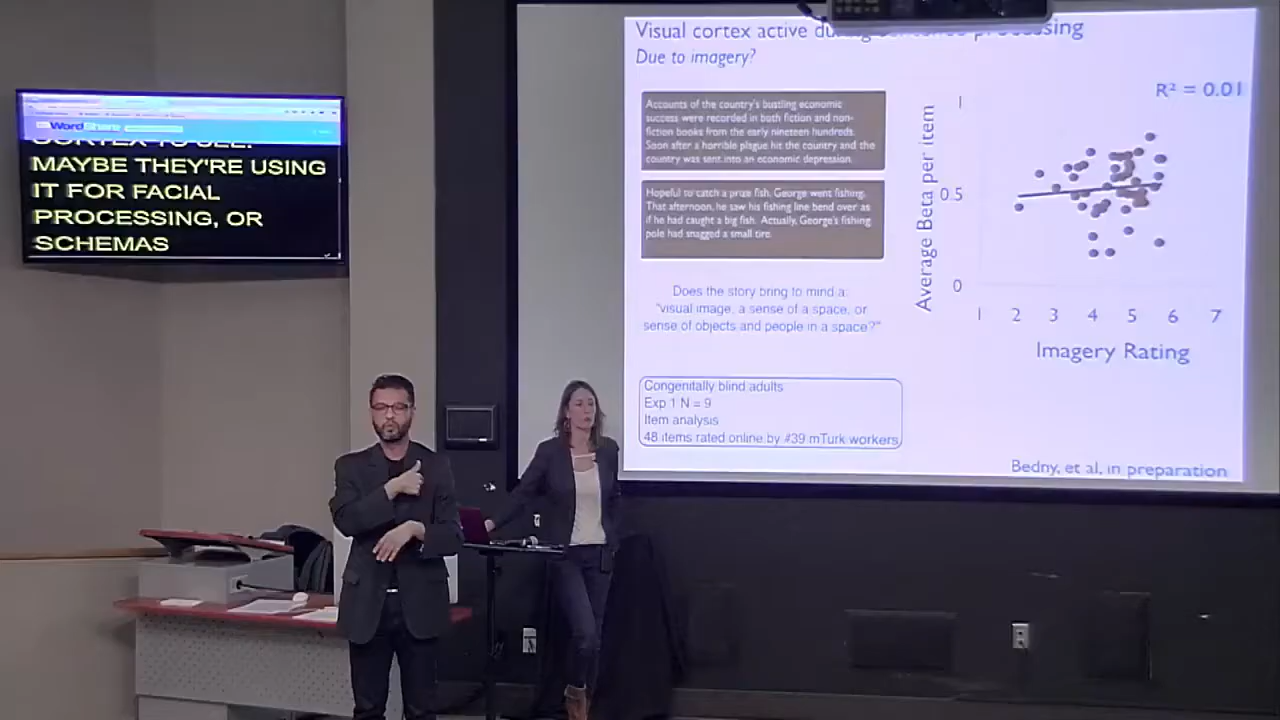 WordShare
CORTEX TO SEE.
MAYBE THEY'RE USING
IT FOR FACIAL
PROCESSING, OR
SCHEMAS
Visual cortex active during sentence processing
Due to imagery?
Accounts of the country's bustling economic
success were recorded in both fiction and non-
fiction books from the early nineteen hundreds.
Soon after a horrible plague hit the country and the
country was sent into an economic depression.
Hopeful to catch a prize fish, George went fishing.
That afternoon, he saw his fishing line bend over as
if he had caught a big fish. Actually, George's fishing
pole had snagged a small tire.
Does the story bring to mind a:
"visual image, a sense of a space, or
sense of objects and people in a space?"
Congenitally blind adults
Exp 1 N = 9
Item analysis
48 items rated online by #39 mTurk workers
R² = 0.01
Average Beta per item
1
0.5
0
1 2 3 4 5 6 7
Imagery Rating
Bedny, et al, in preparation